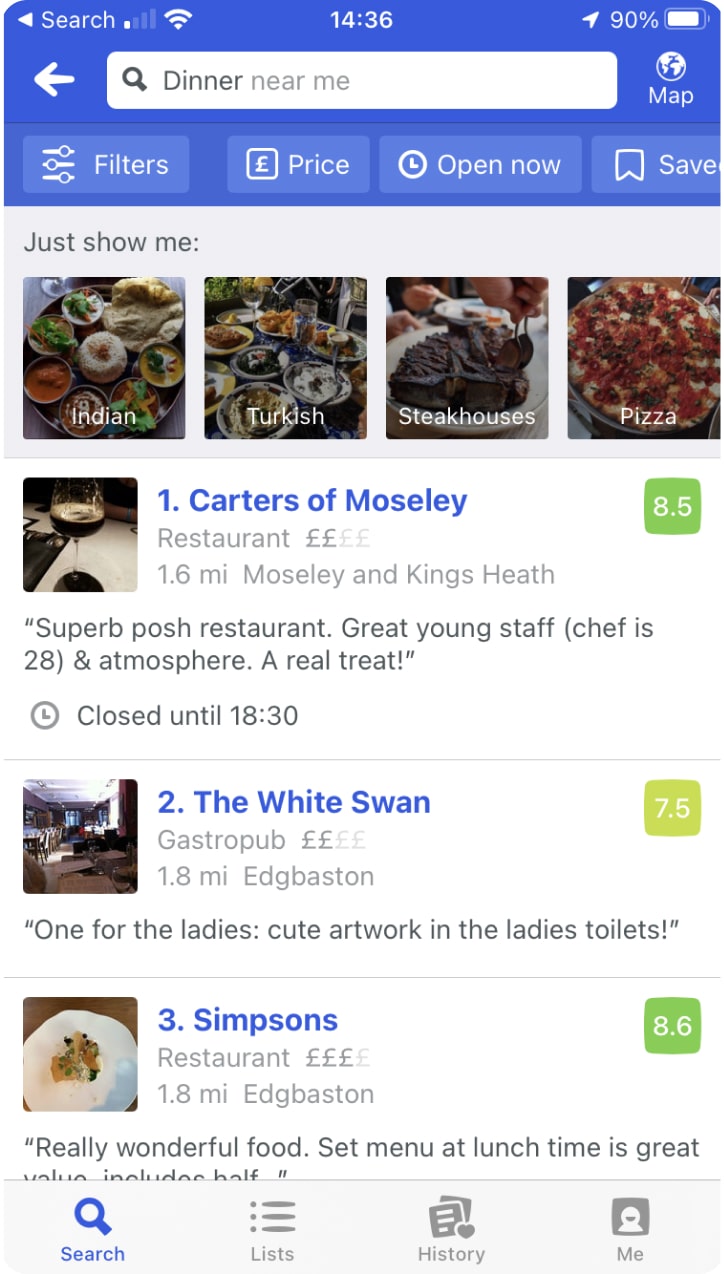 Search 14:36 90%
Dinner near me
Map
Filters £ Price Open now Saved
Just show me:
Indian Turkish Steakhouses Pizza
1. Carters of Moseley 8.5
Restaurant ££££
1.6 mi Moseley and Kings Heath
“Superb posh restaurant. Great young staff (chef is
28) & atmosphere. A real treat!”
Closed until 18:30
2. The White Swan 7.5
Gastropub ££££
1.8 mi Edgbaston
“One for the ladies: cute artwork in the ladies toilets!”
3. Simpsons 8.6
Restaurant ££££
1.8 mi Edgbaston
“Really wonderful food. Set menu at lunch time is great
value, includes half...”
Search Lists History Me